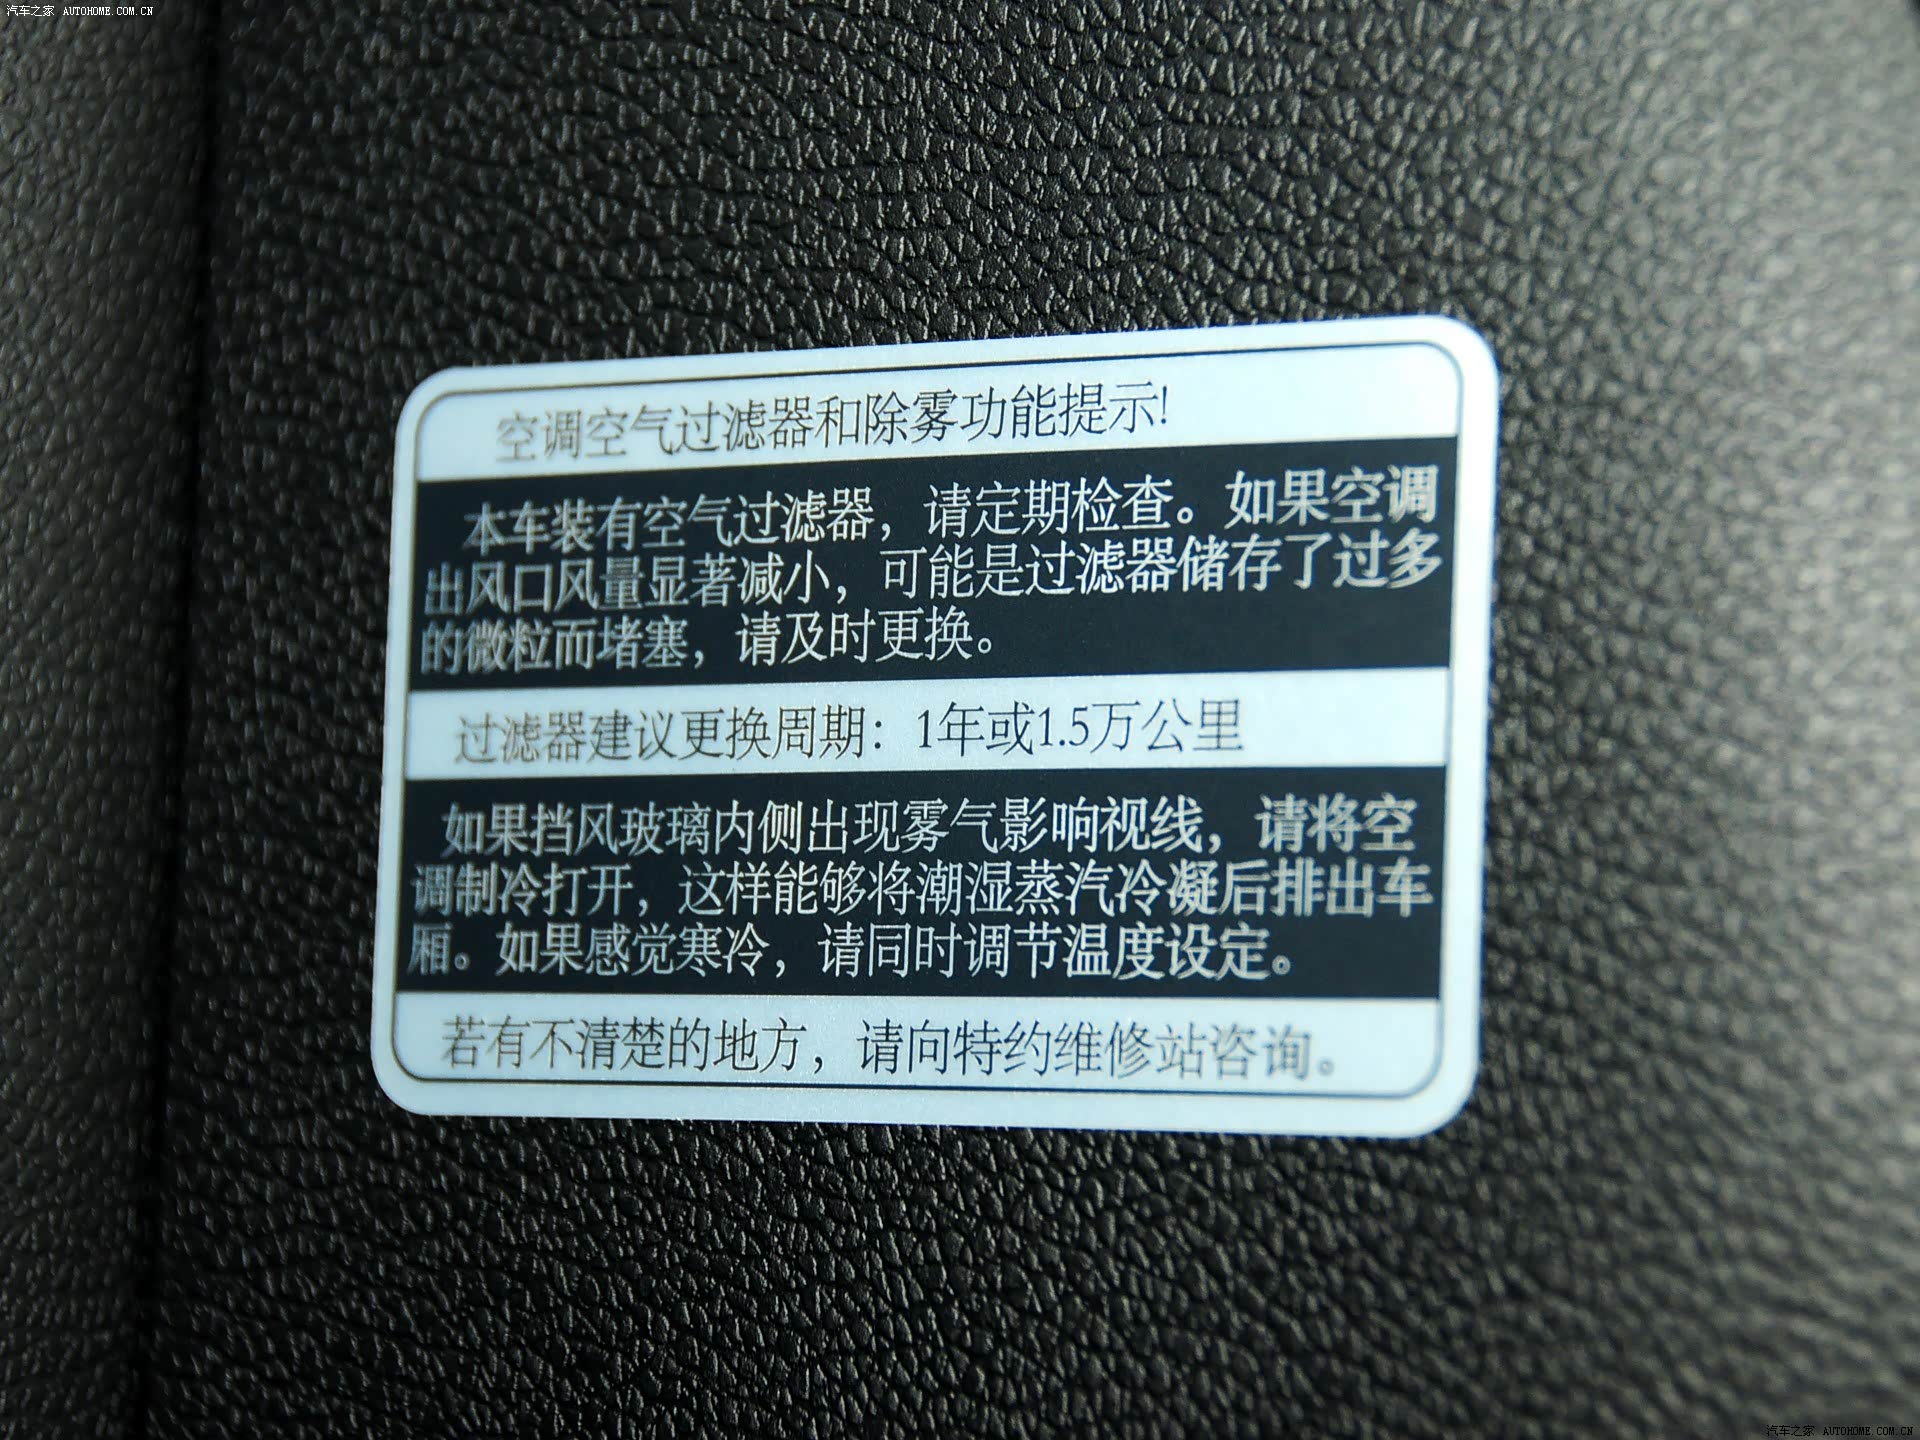 汽车之家 AUTOHOME.COM.CN
空调空气过滤器和除雾功能提示!
本车装有空气过滤器，请定期检查。如果空调
出风口风量显著减小，可能是过滤器储存了过多
的微粒而堵塞，请及时更换。
过滤器建议更换周期：1年或1.5万公里
如果挡风玻璃内侧出现雾气影响视线，请将空
调制冷打开，这样能够将潮湿蒸汽冷凝后排出车
厢。如果感觉寒冷，请同时调节温度设定。
若有不清楚的地方，请向特约维修站咨询。
汽车之家 AUTOHOME.COM.CN